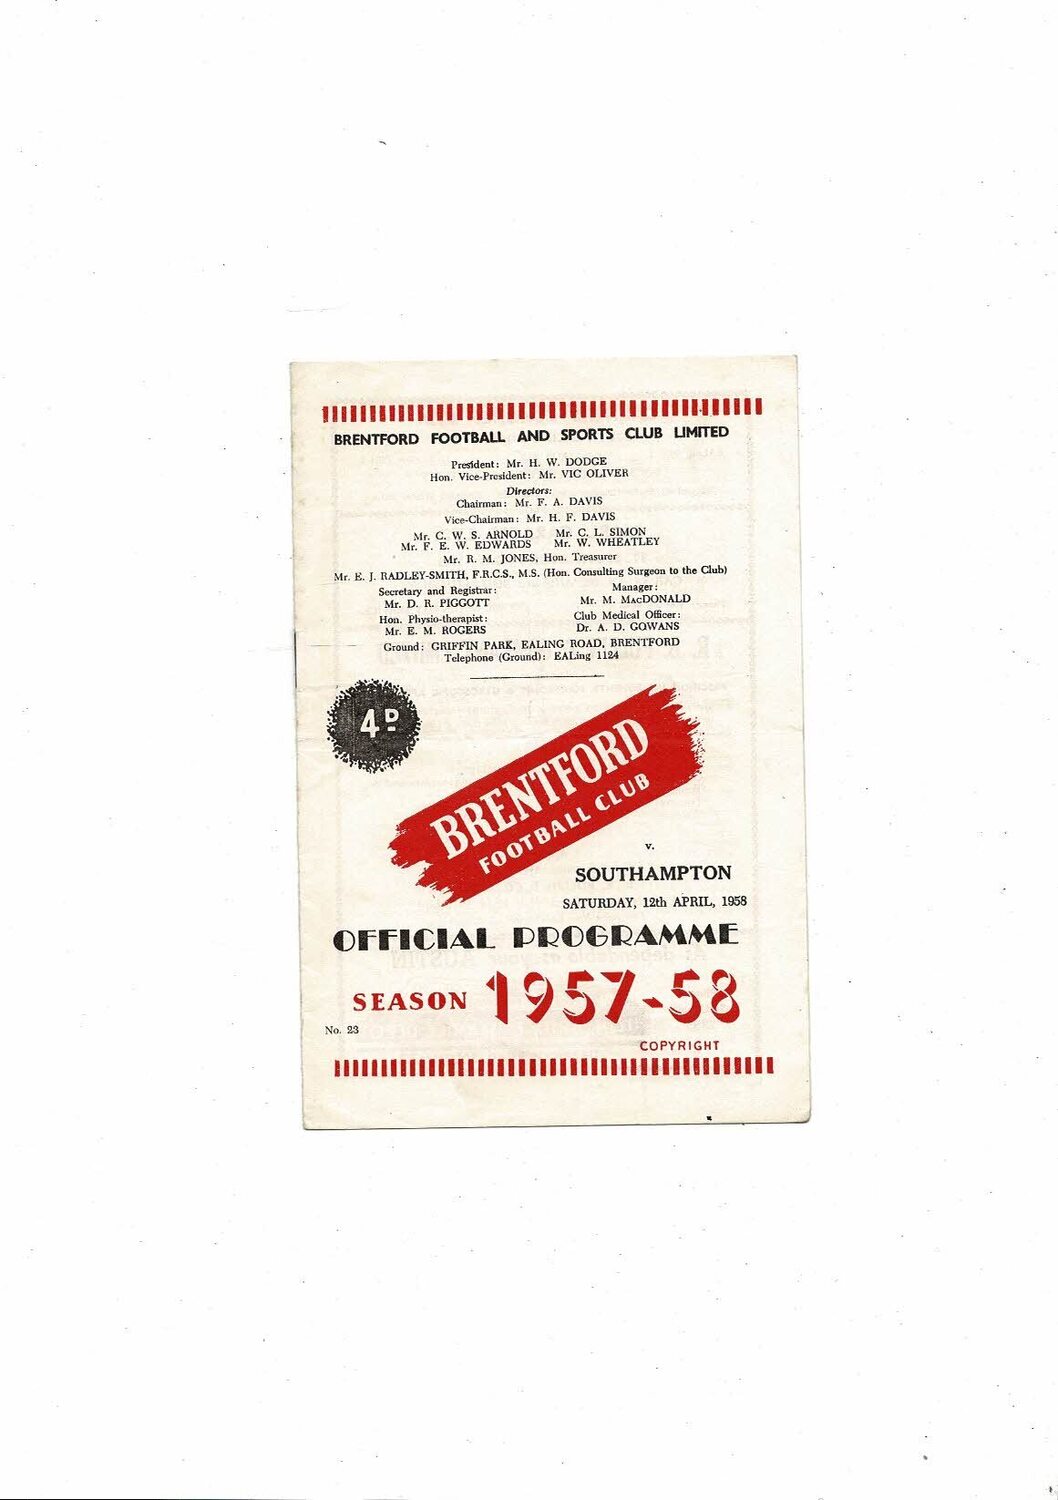 BRENTFORD FOOTBALL AND SPORTS CLUB LIMITED
President: Mr. H. W. DODGE
Hon. Vice-President: Mr. VIC OLIVER
Directors:
Chairman: Mr. F. A. DAVIS
Vice-Chairman: Mr. H. F. DAVIS
Mr. C. W. S. ARNOLD Mr. C. L. SIMON
Mr. F. E. W. EDWARDS Mr. W. WHEATLEY
Mr. R. M. JONES, Hon. Treasurer
Mr. E. J. RADLEY-SMITH, F.R.C.S., M.S. (Hon. Consulting Surgeon to the Club)
Secretary and Registrar: Manager:
Mr. D. R. PIGGOTT Mr. M. MACDONALD
Hon. Physio-therapist: Club Medical Officer:
Mr. E. M. ROGERS Dr. A. D. GOWANS
Ground: GRIFFIN PARK, EALING ROAD, BRENTFORD
Telephone (Ground): EALing 1124
4D
BRENTFORD
FOOTBALL CLUB
v.
SOUTHAMPTON
SATURDAY, 12th APRIL, 1958
OFFICIAL PROGRAMME
SEASON 1957-58
No. 23
COPYRIGHT